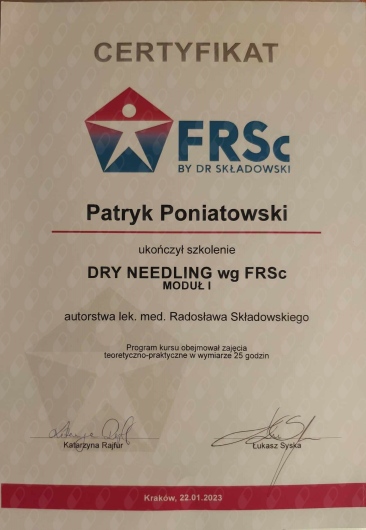 CERTYFIKAT
FRSc
BY DR SKŁADOWSKI
Patryk Poniatowski
ukończył szkolenie
DRY NEEDLING wg FRSc
MODUŁ I
autorstwa lek. med. Radosława Składowskiego
Program kursu obejmował zajęcia
teoretyczno-praktyczne w wymiarze 25 godzin
Katarzyna Rajfur
Łukasz Syska
Kraków, 22.01.2023